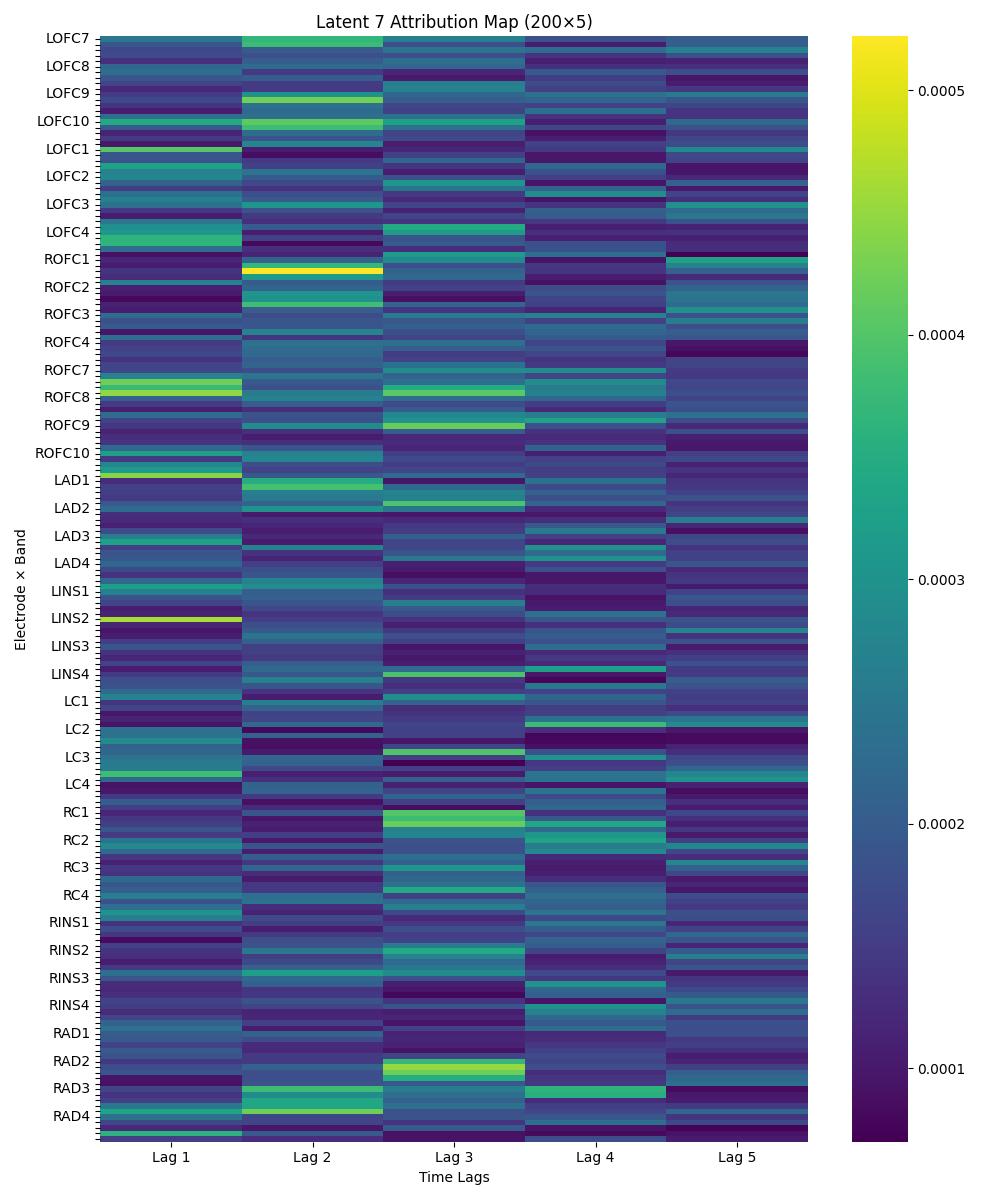 Latent 7 Attribution Map (200×5)
LOFC7
LOFC8
LOFC9
LOFC10
LOFC1
LOFC2
LOFC3
LOFC4
ROFC1
ROFC2
ROFC3
ROFC4
ROFC7
ROFC8
ROFC9
ROFC10
LAD1
LAD2
LAD3
LAD4
LINS1
LINS2
LINS3
LINS4
LC1
LC2
LC3
LC4
RC1
RC2
RC3
RC4
RINS1
RINS2
RINS3
RINS4
RAD1
RAD2
RAD3
RAD4
Electrode × Band
Lag 1 Lag 2 Lag 3 Lag 4 Lag 5
Time Lags
0.0005
0.0004
0.0003
0.0002
0.0001